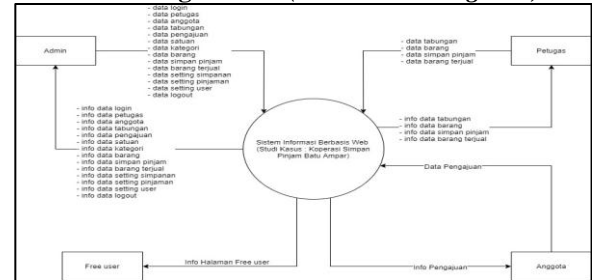 - data login
- data petugas
- data anggota
- data tabungan
- data pengajuan
- data satuan
- data kategori
- data barang
- data simpan pinjam
- data barang terjual
- data setting simpanan
- data setting pinjaman
- data setting user
- data logout
Admin
- data tabungan
- data barang
- data simpan pinjam
- data barang terjual
Petugas
- info data login
- info data petugas
- info data anggota
- info data tabungan
- info data pengajuan
- info data satuan
- info data kategori
- info data barang
- info data simpan pinjam
- info data barang terjual
- info data setting simpanan
- info data setting pinjaman
- info data setting user
- info data logout
Sistem Informasi Berbasis Web
(Studi Kasus : Koperasi Simpan
Pinjam Batu Ampar)
- info data tabungan
- info data barang
- info data simpan pinjam
- info data barang terjual
Data Pengajuan
Free user
Info Halaman Free user
Info Pengajuan
Anggota